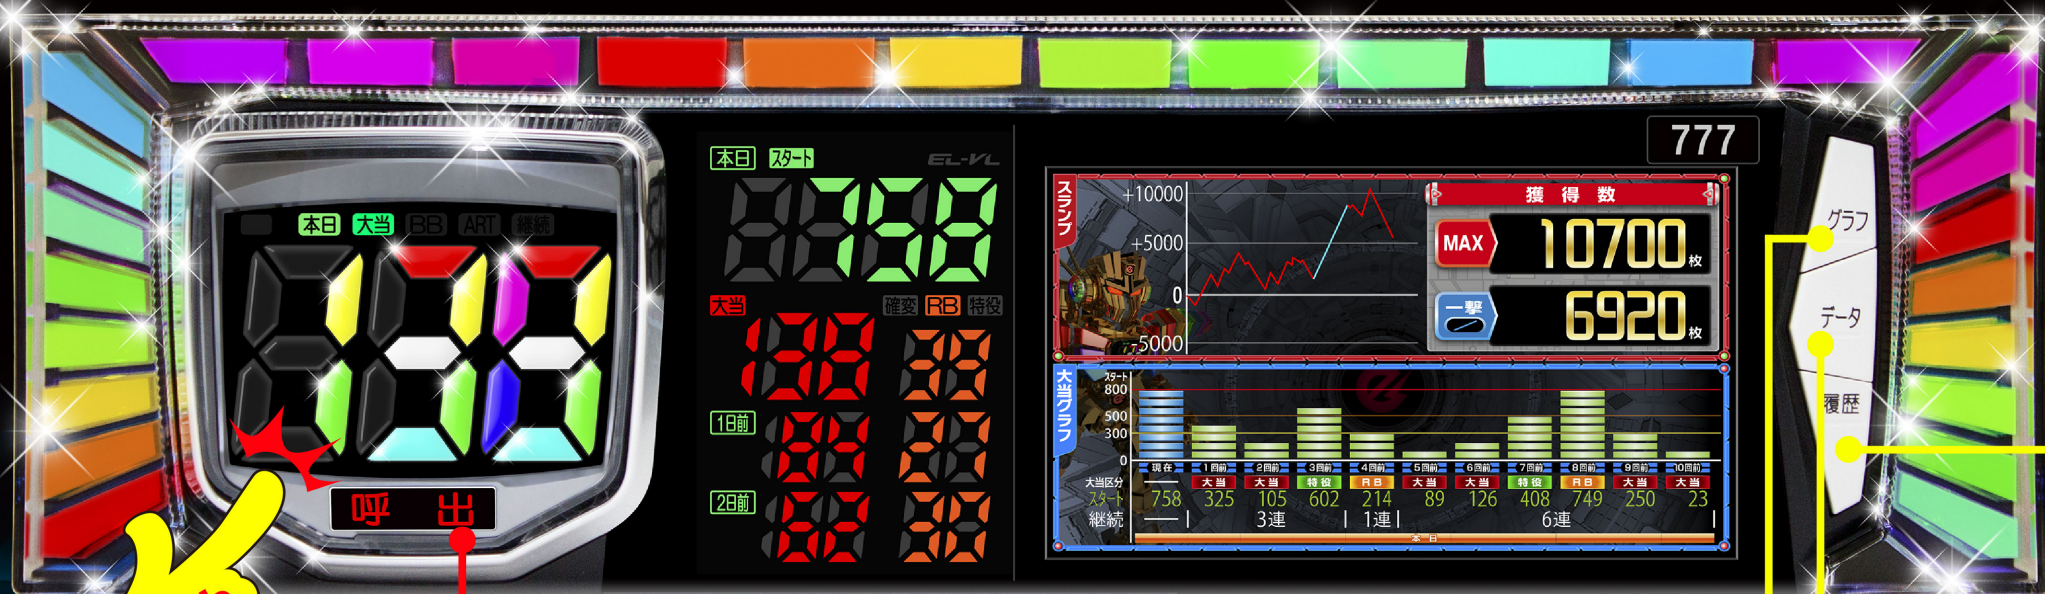 777
本日 大当 BB ART 継続
138
呼 出
本日 スタート EL-VL
758
大当 確変 RB 特役
138 39
1日前 84 27
2日前
スランプ
+10000
+5000
0
-5000
獲得数
MAX 10700枚
一撃 6920枚
大当グラフ
スタート
800
500
300
0
現在 1回前 2回前 3回前 4回前 5回前 6回前 7回前 8回前 9回前 10回前
大当区分 大当 大当 特役 RB 大当 大当 特役 RB 大当 大当
スタート 758 325 105 602 214 89 126 408 749 250 23
継続 3連 1連 6連
本日
グラフ
データ
履歴